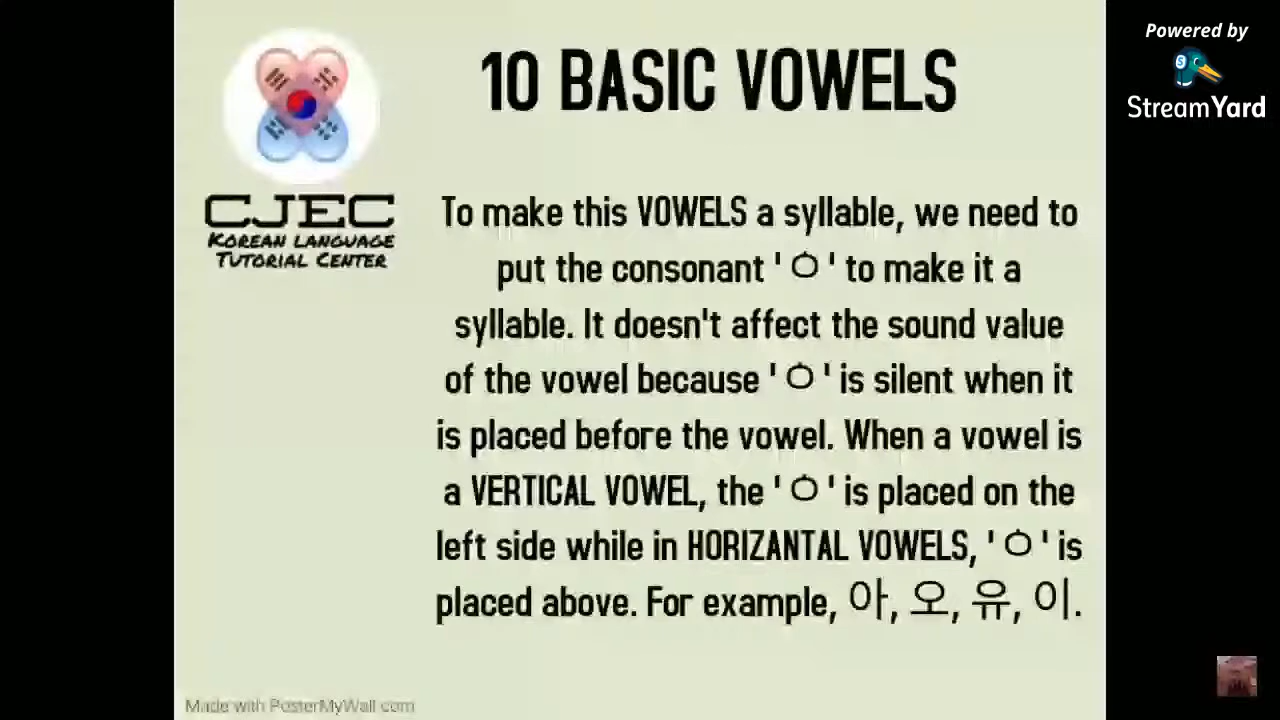 10 BASIC VOWELS
Powered by
StreamYard
CJEC
KOREAN LANGUAGE
TUTORIAL CENTER
To make this VOWELS a syllable, we need to
put the consonant 'ㅇ' to make it a
syllable. It doesn't affect the sound value
of the vowel because 'ㅇ' is silent when it
is placed before the vowel. When a vowel is
a VERTICAL VOWEL, the 'ㅇ' is placed on the
left side while in HORIZANTAL VOWELS, 'ㅇ' is
placed above. For example, 아, 오, 유, 이.
Made with PosterMyWall.com